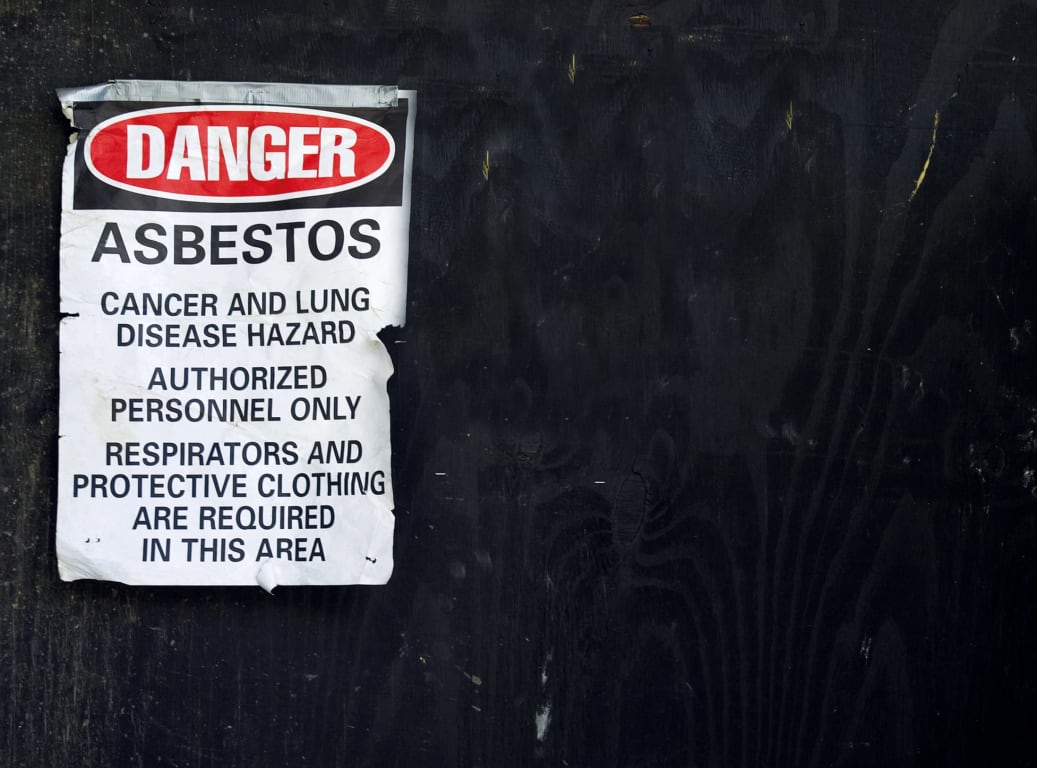 DANGER
ASBESTOS
CANCER AND LUNG
DISEASE HAZARD
AUTHORIZED
PERSONNEL ONLY
RESPIRATORS AND
PROTECTIVE CLOTHING
ARE REQUIRED
IN THIS AREA